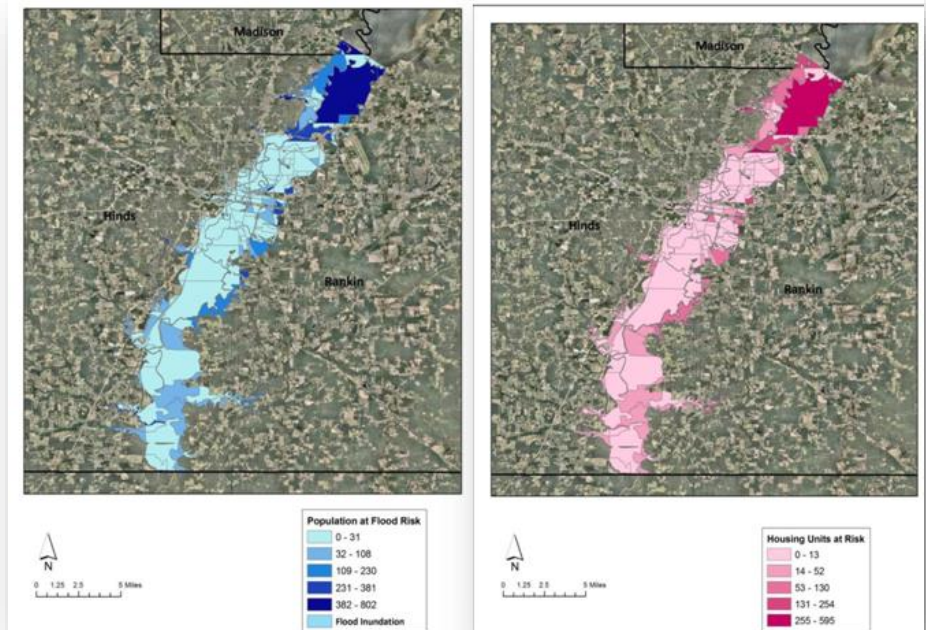 Madison
Hinds
Rankin
N
0 1.25 2.5 5 Miles
Population at Flood Risk
0 - 31
32 - 108
109 - 230
231 - 381
382 - 802
Flood Inundation
Madison
Hinds
Rankin
N
0 1.25 2.5 5 Miles
Housing Units at Risk
0 - 13
14 - 52
53 - 130
131 - 254
255 - 595